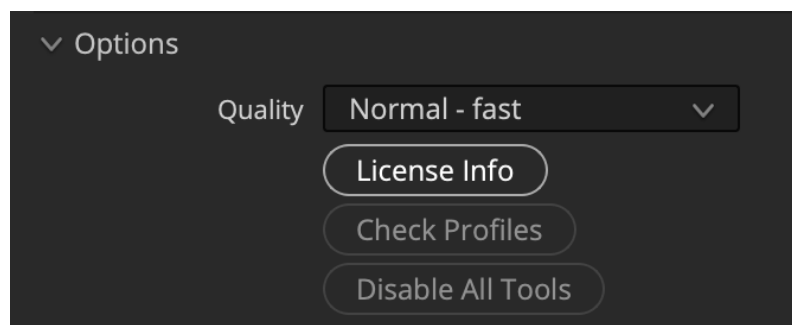 Options
Quality Normal - fast
License Info
Check Profiles
Disable All Tools